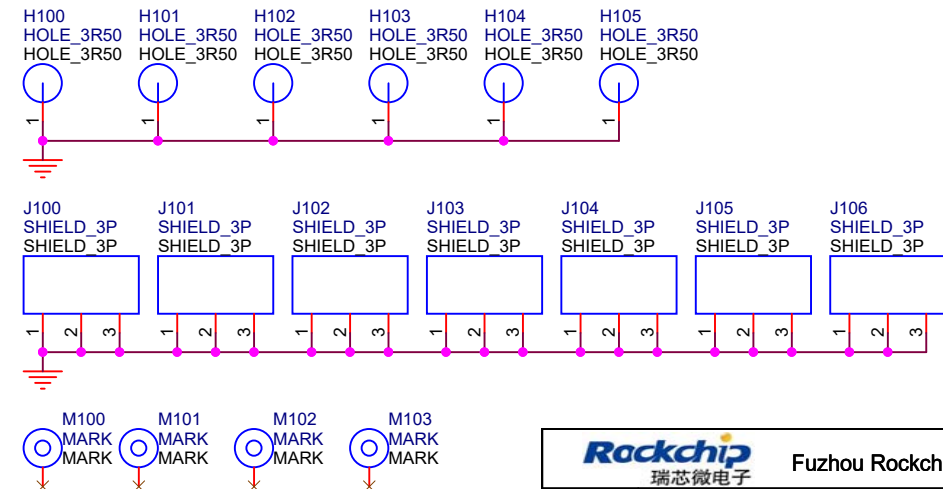 H100 H101 H102 H103 H104 H105
HOLE_3R50 HOLE_3R50 HOLE_3R50 HOLE_3R50 HOLE_3R50 HOLE_3R50
HOLE_3R50 HOLE_3R50 HOLE_3R50 HOLE_3R50 HOLE_3R50 HOLE_3R50
1 1 1 1 1 1
J100 J101 J102 J103 J104 J105 J106
SHIELD_3P SHIELD_3P SHIELD_3P SHIELD_3P SHIELD_3P SHIELD_3P SHIELD_3P
SHIELD_3P SHIELD_3P SHIELD_3P SHIELD_3P SHIELD_3P SHIELD_3P SHIELD_3P
1 2 3 1 2 3 1 2 3 1 2 3 1 2 3 1 2 3 1 2 3
M100 M101 M102 M103
MARK MARK MARK MARK
MARK MARK MARK MARK
Rockchip
瑞芯微电子
Fuzhou Rockch